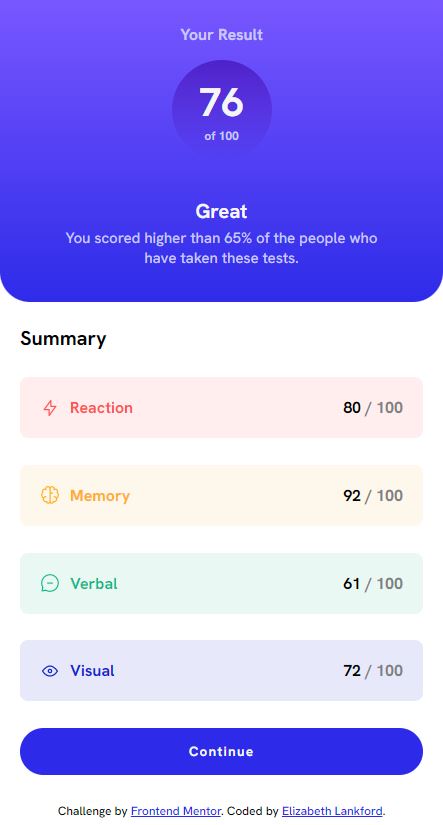 Your Result
76
of 100
Great
You scored higher than 65% of the people who
have taken these tests.
Summary
Reaction 80 / 100
Memory 92 / 100
Verbal 61 / 100
Visual 72 / 100
Continue
Challenge by Frontend Mentor. Coded by Elizabeth Lankford.